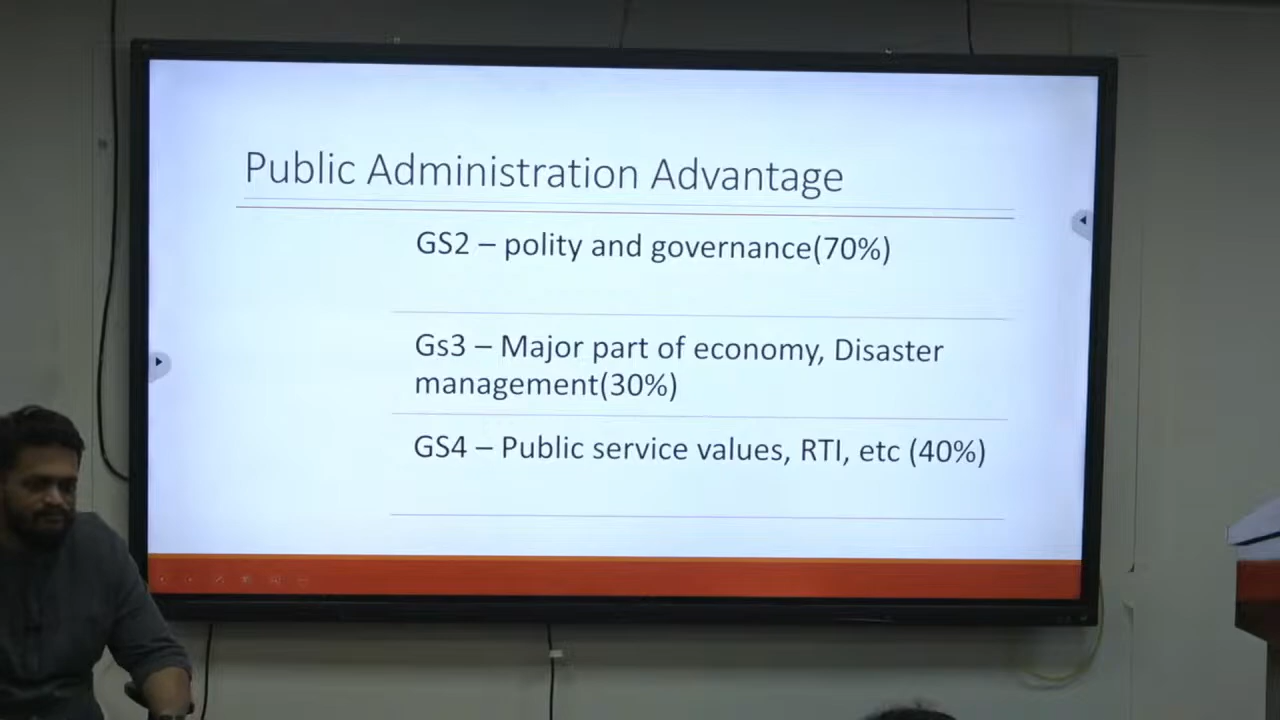 Public Administration Advantage
GS2 – polity and governance(70%)
Gs3 – Major part of economy, Disaster
management(30%)
GS4 – Public service values, RTI, etc (40%)